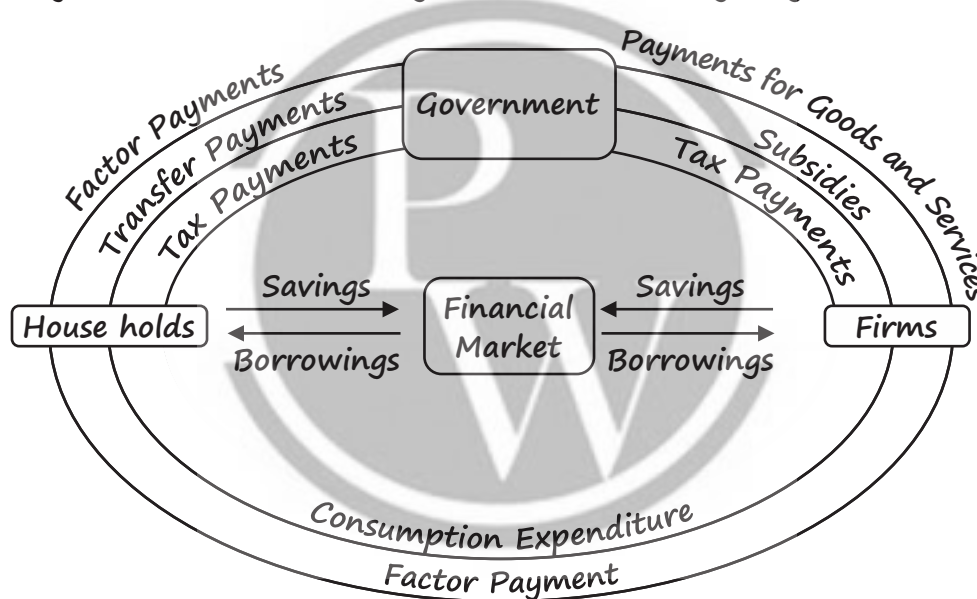 Government
Factor Payments
Transfer Payments
Tax Payments
Payments for Goods and Services
Subsidies
Tax Payments
House holds
Savings
Borrowings
Financial
Market
Savings
Borrowings
Firms
Consumption Expenditure
Factor Payment
PW